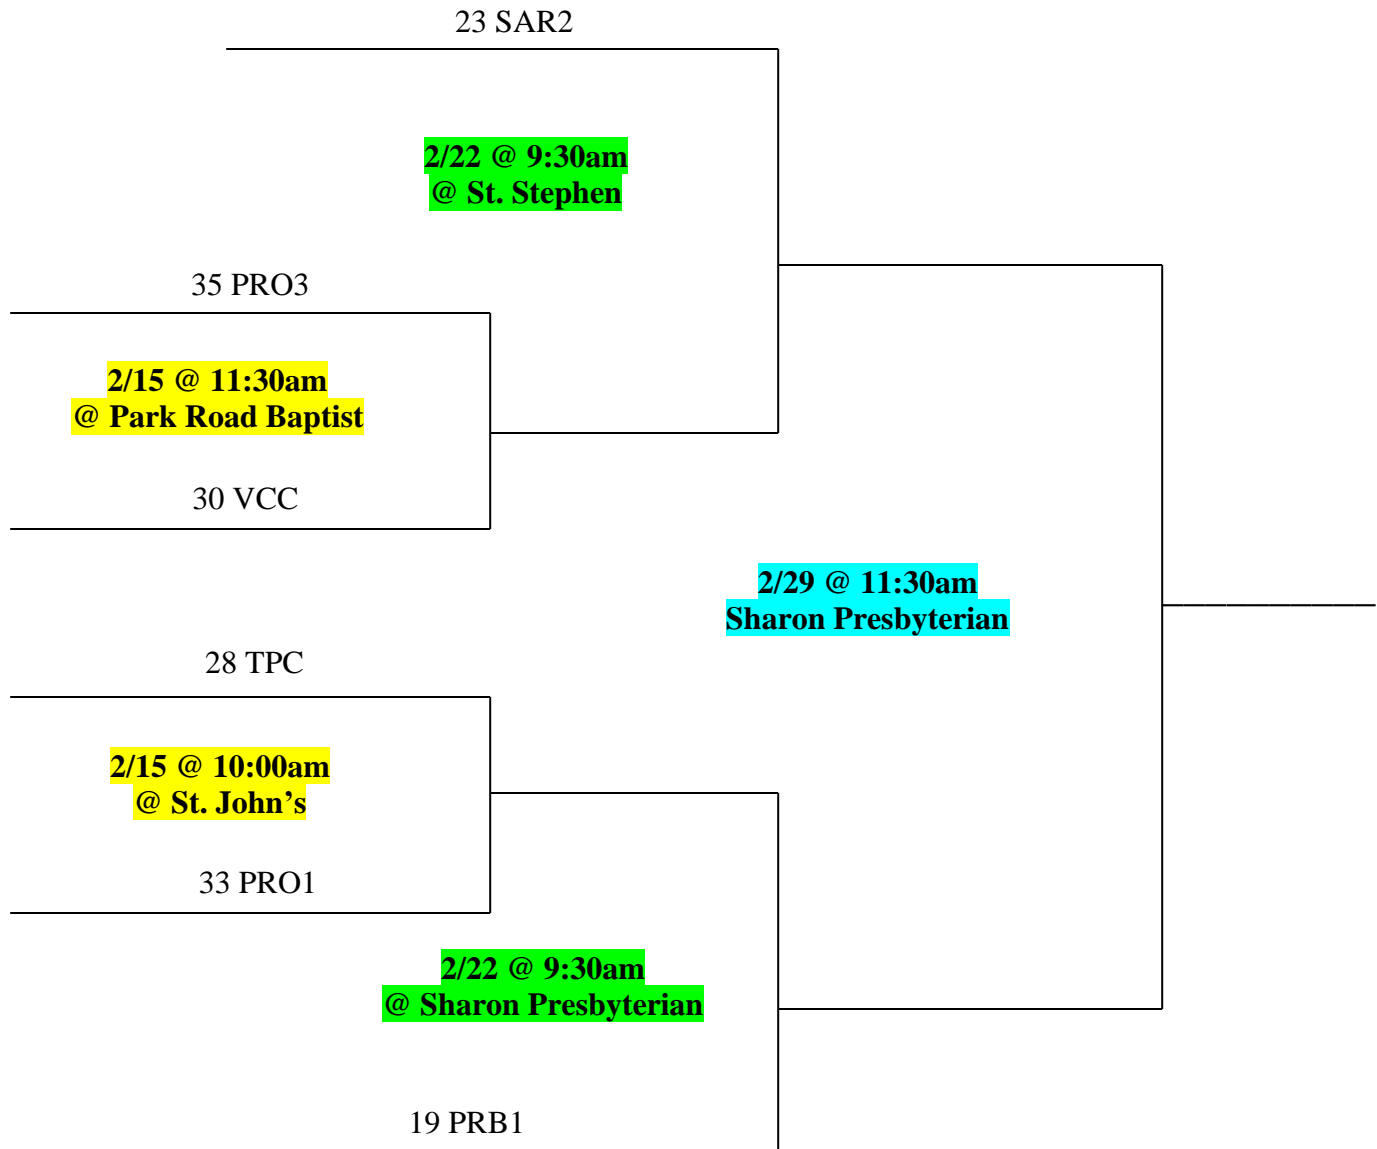 23 SAR2
2/22 @ 9:30am
@ St. Stephen
35 PRO3
2/15 @ 11:30am
@ Park Road Baptist
30 VCC
2/29 @ 11:30am
Sharon Presbyterian
28 TPC
2/15 @ 10:00am
@ St. John’s
33 PRO1
2/22 @ 9:30am
@ Sharon Presbyterian
19 PRB1